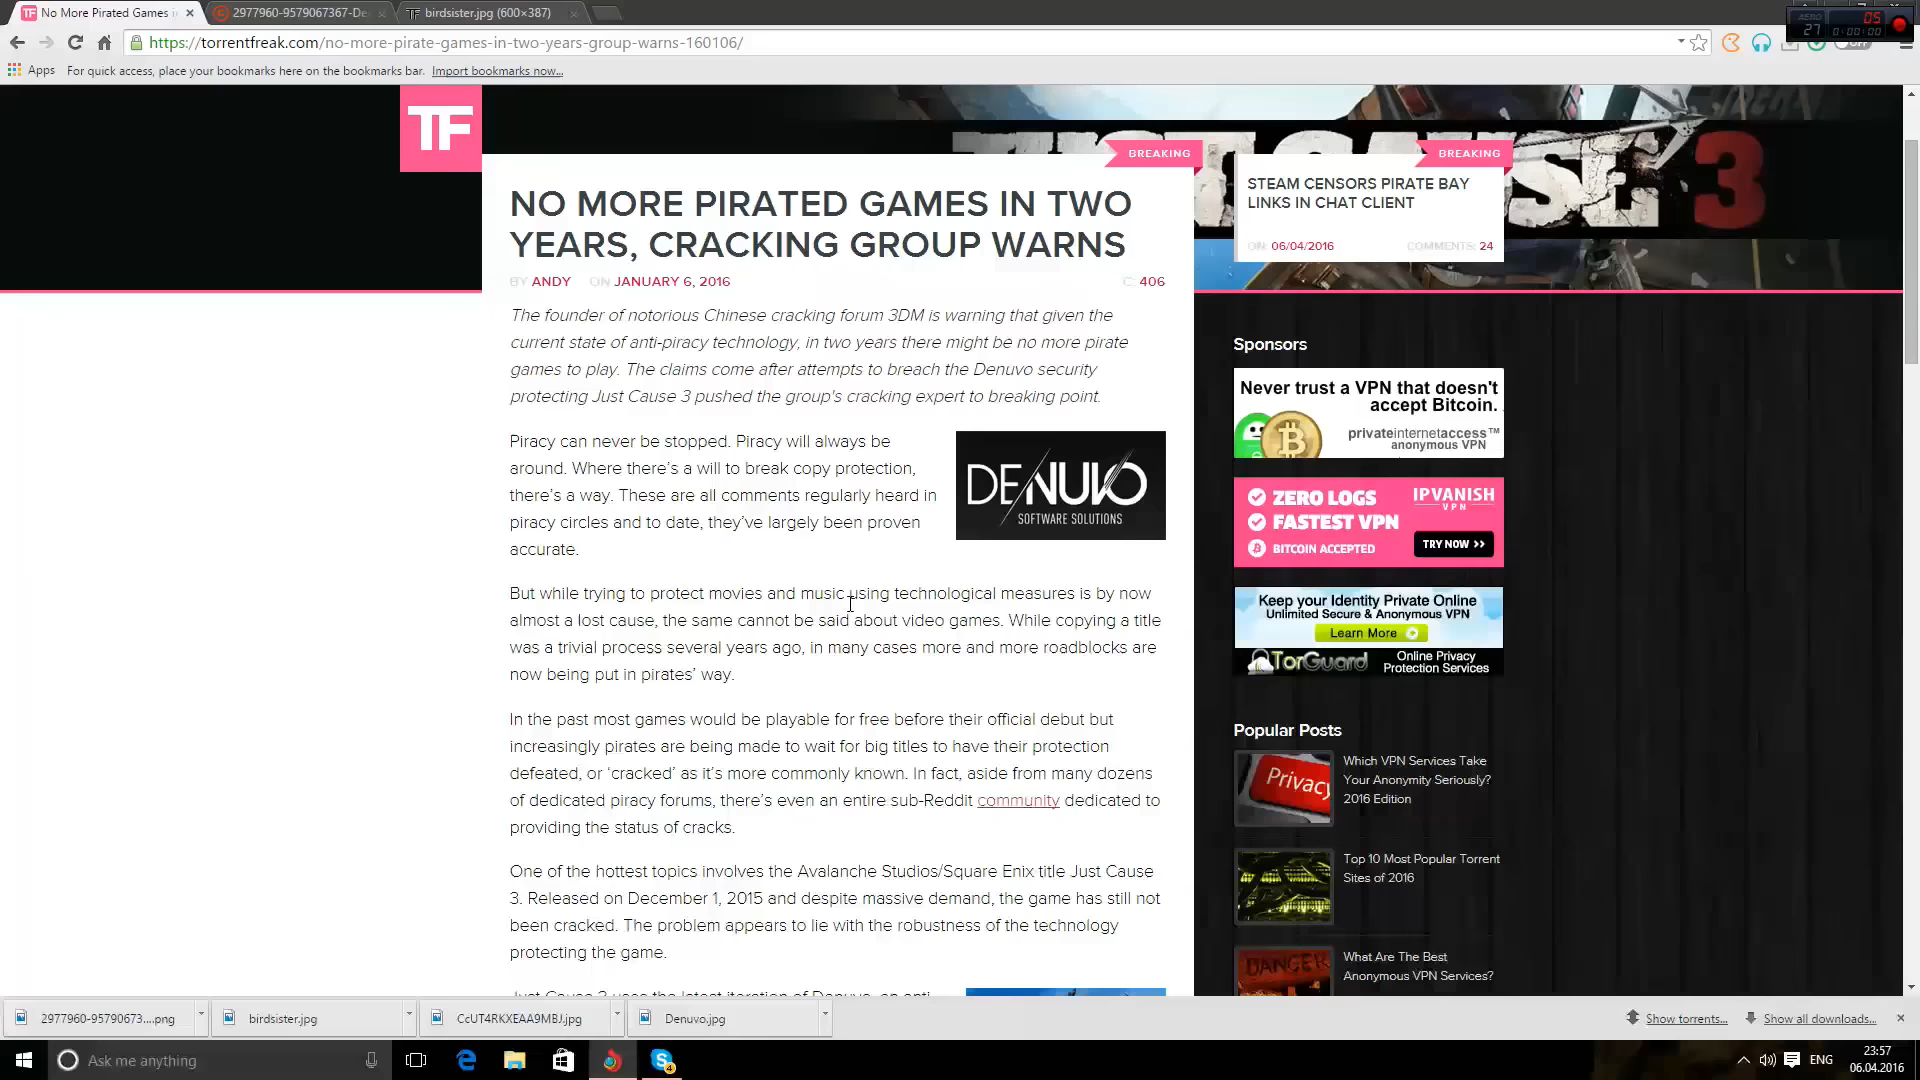 No More Pirated Games i
2977960-9579067367-De
birdsister.jpg (600×387)
https://torrentfreak.com/no-more-pirate-games-in-two-years-group-warns-160106/
Apps
For quick access, place your bookmarks here on the bookmarks bar.
Import bookmarks now...
TF
BREAKING
BREAKING
NO MORE PIRATED GAMES IN TWO
YEARS, CRACKING GROUP WARNS
BY ANDY ON JANUARY 6, 2016
C: 406
The founder of notorious Chinese cracking forum 3DM is warning that given the
current state of anti-piracy technology, in two years there might be no more pirate
games to play. The claims come after attempts to breach the Denuvo security
protecting Just Cause 3 pushed the group's cracking expert to breaking point.
Piracy can never be stopped. Piracy will always be
around. Where there's a will to break copy protection,
there's a way. These are all comments regularly heard in
piracy circles and to date, they've largely been proven
accurate.
DENUVO
SOFTWARE SOLUTIONS
But while trying to protect movies and music using technological measures is by now
almost a lost cause, the same cannot be said about video games. While copying a title
was a trivial process several years ago, in many cases more and more roadblocks are
now being put in pirates' way.
In the past most games would be playable for free before their official debut but
increasingly pirates are being made to wait for big titles to have their protection
defeated, or 'cracked' as it's more commonly known. In fact, aside from many dozens
of dedicated piracy forums, there's even an entire sub-Reddit community dedicated to
providing the status of cracks.
One of the hottest topics involves the Avalanche Studios/Square Enix title Just Cause
3. Released on December 1, 2015 and despite massive demand, the game has still not
been cracked. The problem appears to lie with the robustness of the technology
protecting the game.
Just Cause 3 uses the latest iteration of Denuvo, an anti-
STEAM CENSORS PIRATE BAY
LINKS IN CHAT CLIENT
ON: 06/04/2016
COMMENTS: 24
3
Sponsors
Never trust a VPN that doesn't
accept Bitcoin.
privateinternetaccess™
anonymous VPN
ZERO LOGS
FASTEST VPN
BITCOIN ACCEPTED
IPVANISH
VPN
TRY NOW >>
Keep your Identity Private Online
Unlimited Secure & Anonymous VPN
Learn More
TorGuard
Online Privacy
Protection Services
Popular Posts
Privacy
Which VPN Services Take
Your Anonymity Seriously?
2016 Edition
Top 10 Most Popular Torrent
Sites of 2016
DANGER
What Are The Best
Anonymous VPN Services?
2977960-95790673....png
birdsister.jpg
CcUT4RKXEAA9MBJ.jpg
Denuvo.jpg
Show torrents...
Show all downloads...
Ask me anything
4
ENG
23:57
06.04.2016